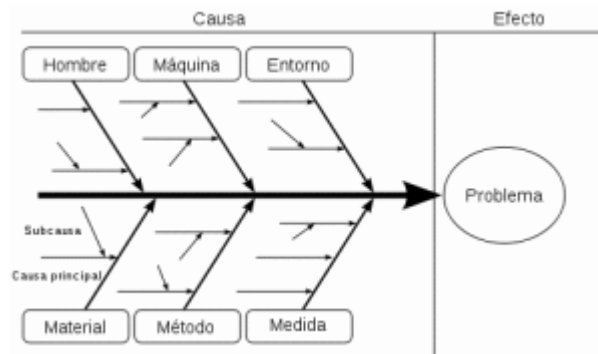 Causa
Efecto
Hombre
Máquina
Entorno
Problema
Subcausa
Causa principal
Material
Método
Medida